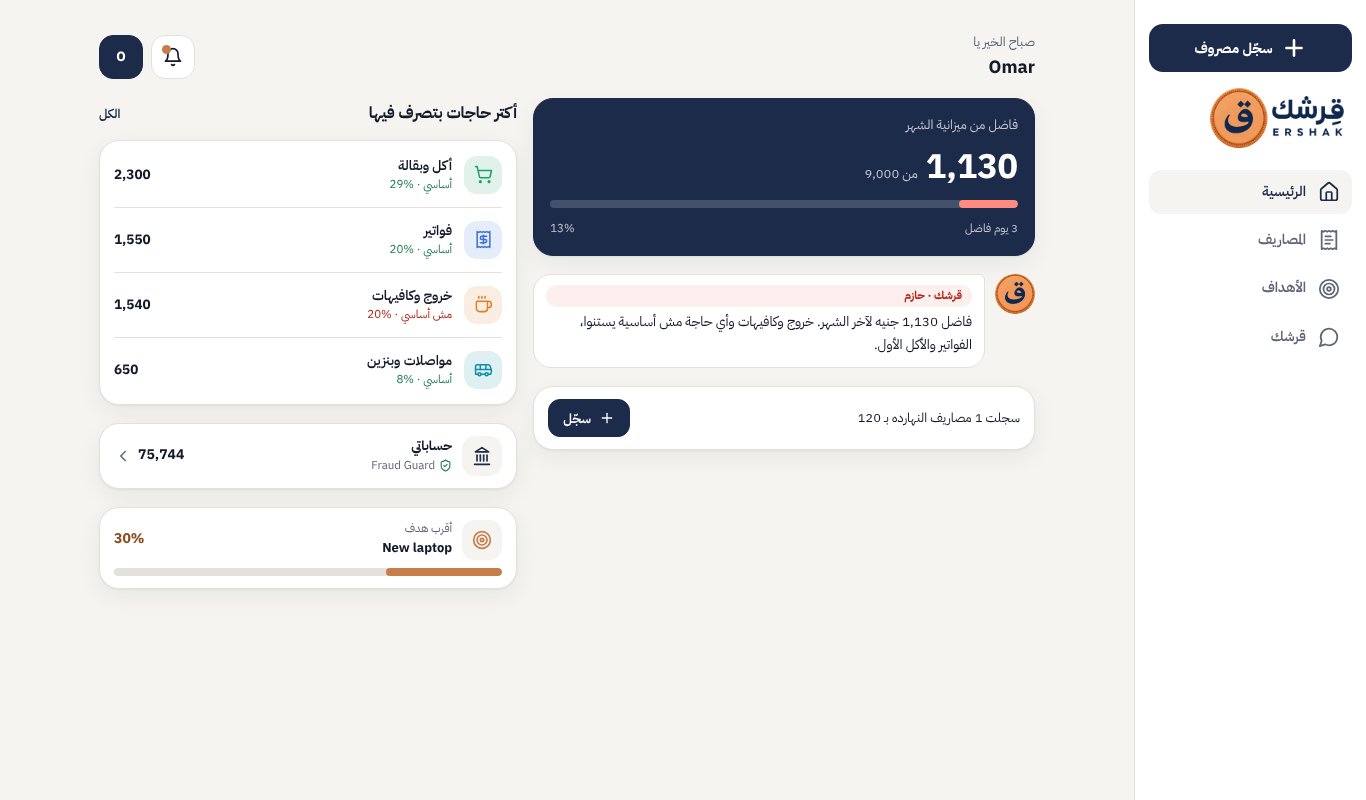 سجّل مصروف
قِرشك
ERSHAK
ق
الرئيسية
المصاريف
الأهداف
قرشك
صباح الخير يا
Omar
O
فاضل من ميزانية الشهر
1,130 من 9,000
3 يوم فاضل
13%
ق
قرشك · حازم
فاضل 1,130 جنيه لآخر الشهر. خروج وكافيهات وأي حاجة مش أساسية يستنوا،
الفواتير والأكل الأول.
سجلت 1 مصاريف النهارده بـ 120
سجّل
أكتر حاجات بتصرف فيها
الكل
أكل وبقالة
أساسي · 29%
2,300
فواتير
أساسي · 20%
1,550
خروج وكافيهات
مش أساسي · 20%
1,540
مواصلات وبنزين
أساسي · 8%
650
حساباتي
Fraud Guard
75,744
أقرب هدف
New laptop
30%